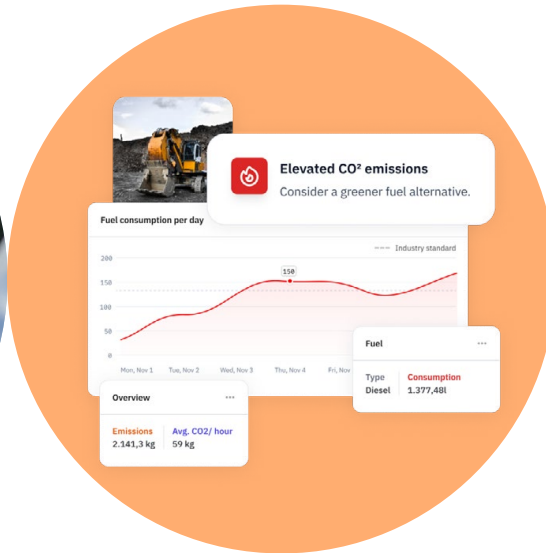 Elevated CO² emissions
Consider a greener fuel alternative.
Fuel consumption per day
Industry standard
200
150
150
100
50
0
Mon, Nov 1 Tue, Nov 2 Wed, Nov 3 Thu, Nov 4 Fri, Nov
Fuel
Type Consumption
Diesel 1.377,48l
Overview
Emissions Avg. CO2/ hour
2.141,3 kg 59 kg